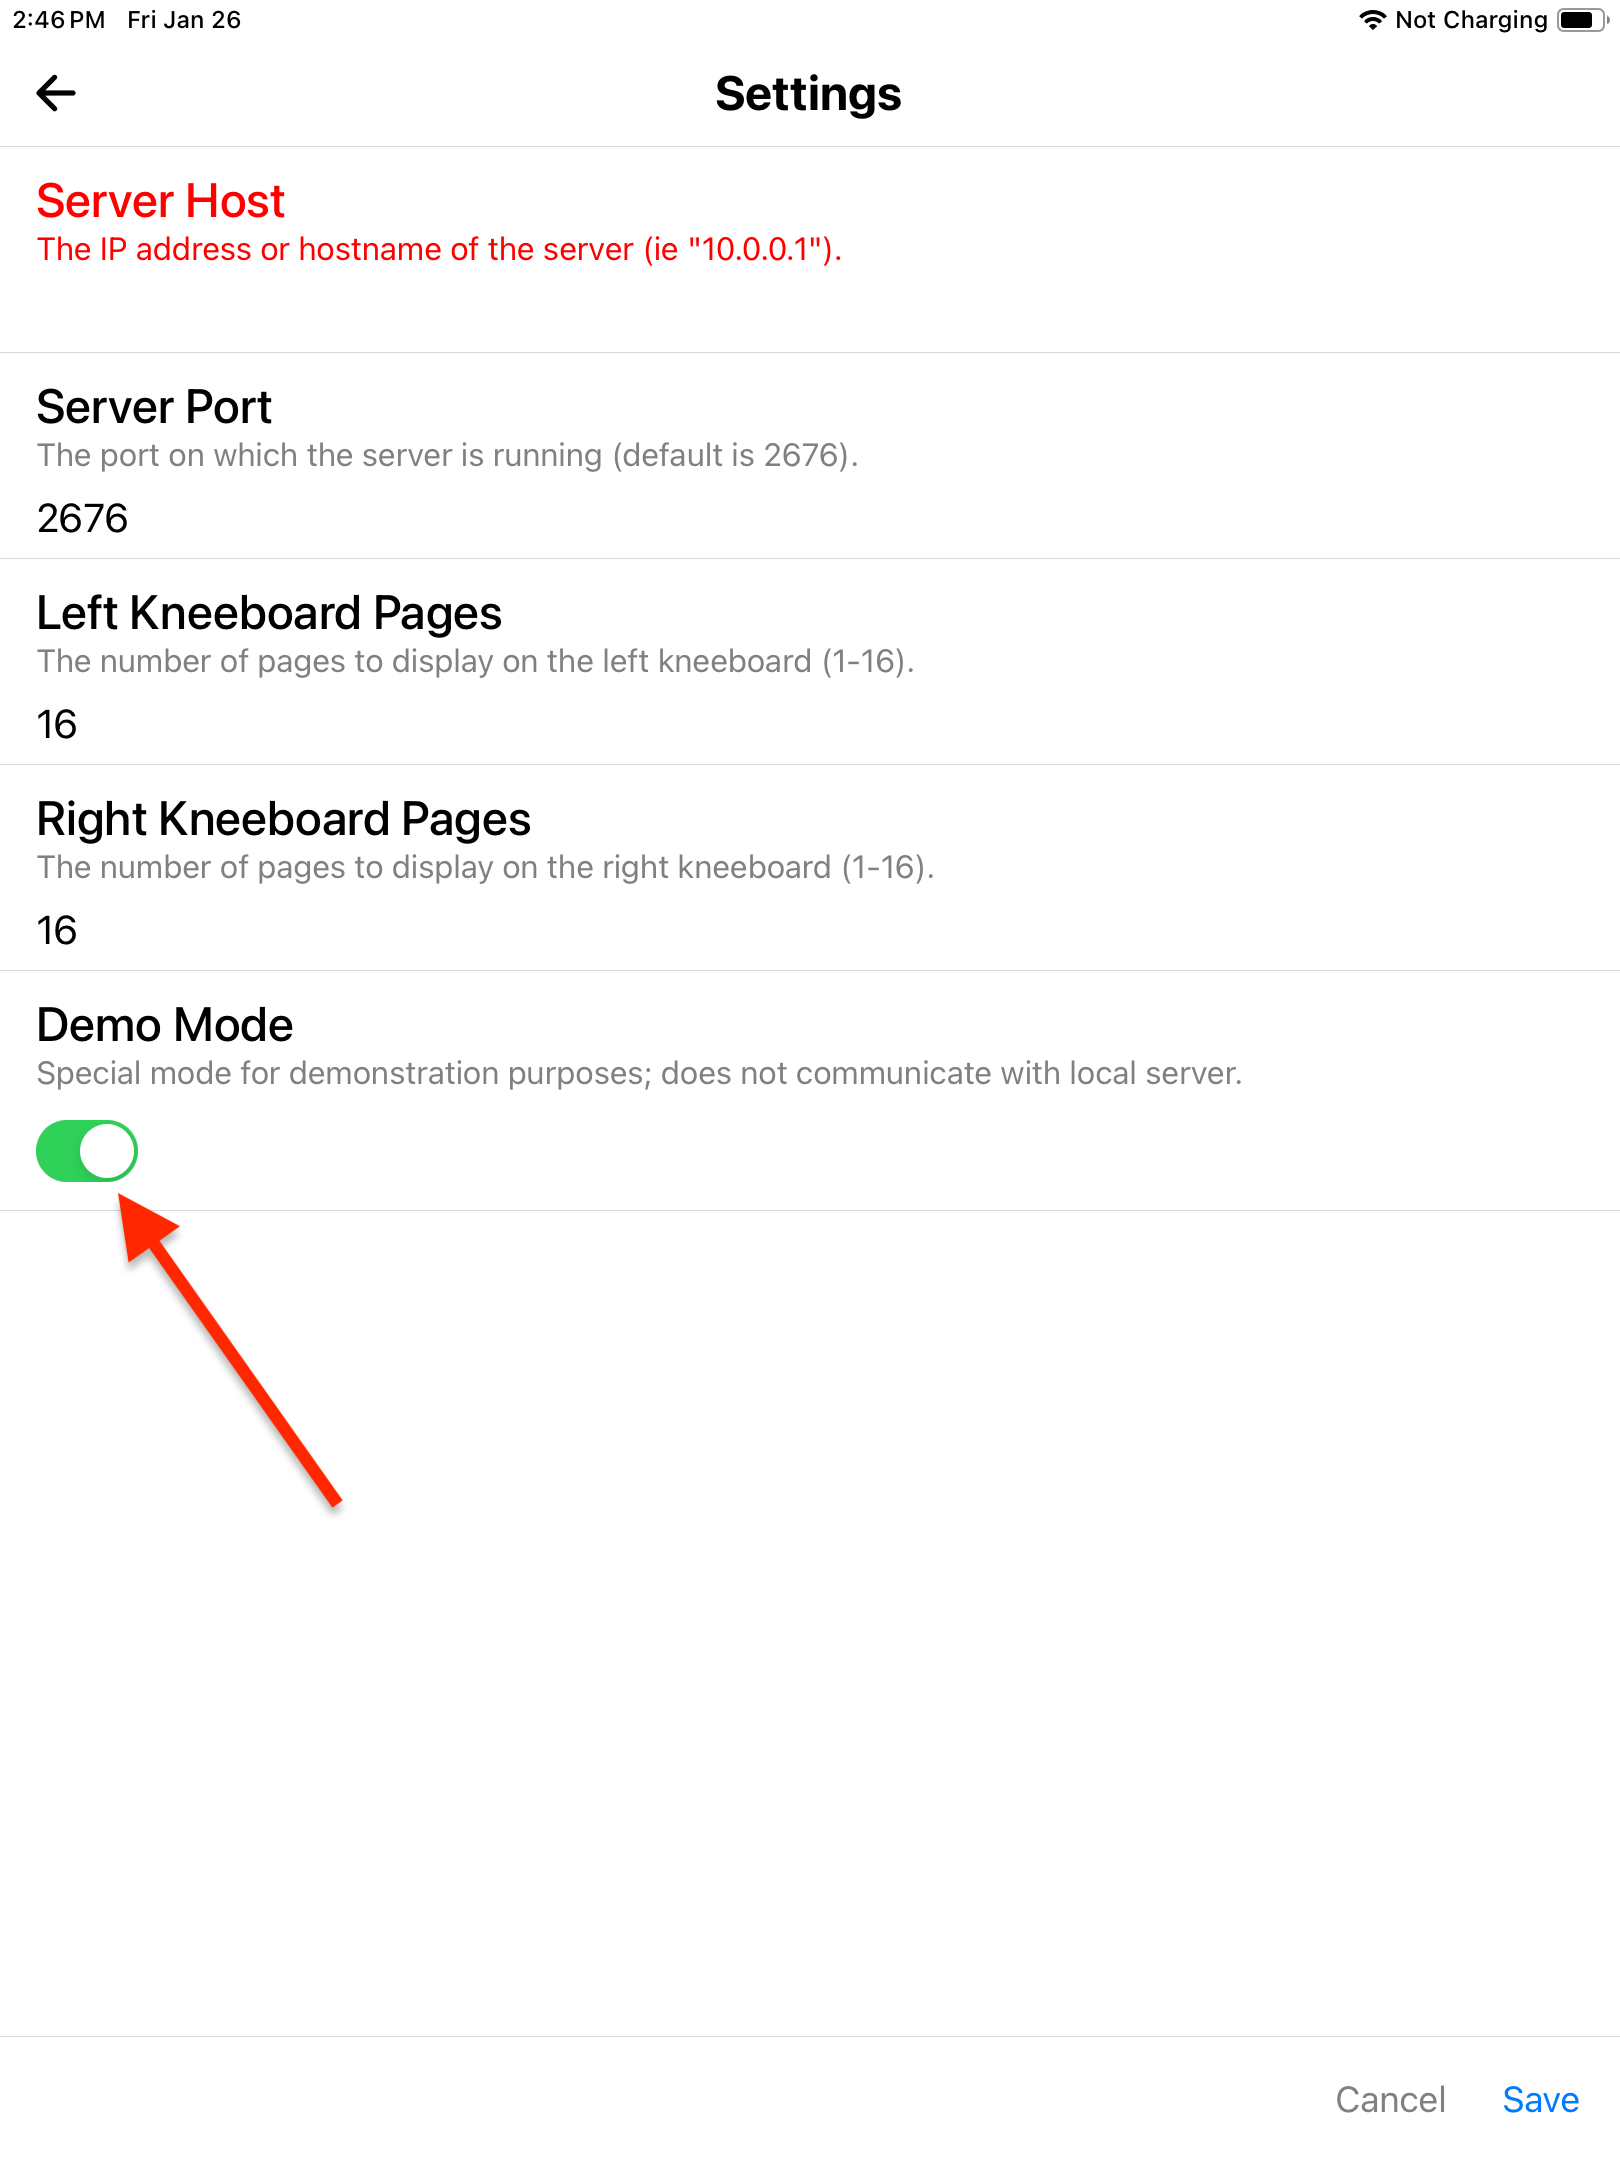 2:46 PM Fri Jan 26 Not Charging
Settings
Server Host
The IP address or hostname of the server (ie "10.0.0.1").
Server Port
The port on which the server is running (default is 2676).
2676
Left Kneeboard Pages
The number of pages to display on the left kneeboard (1-16).
16
Right Kneeboard Pages
The number of pages to display on the right kneeboard (1-16).
16
Demo Mode
Special mode for demonstration purposes; does not communicate with local server.
Cancel Save